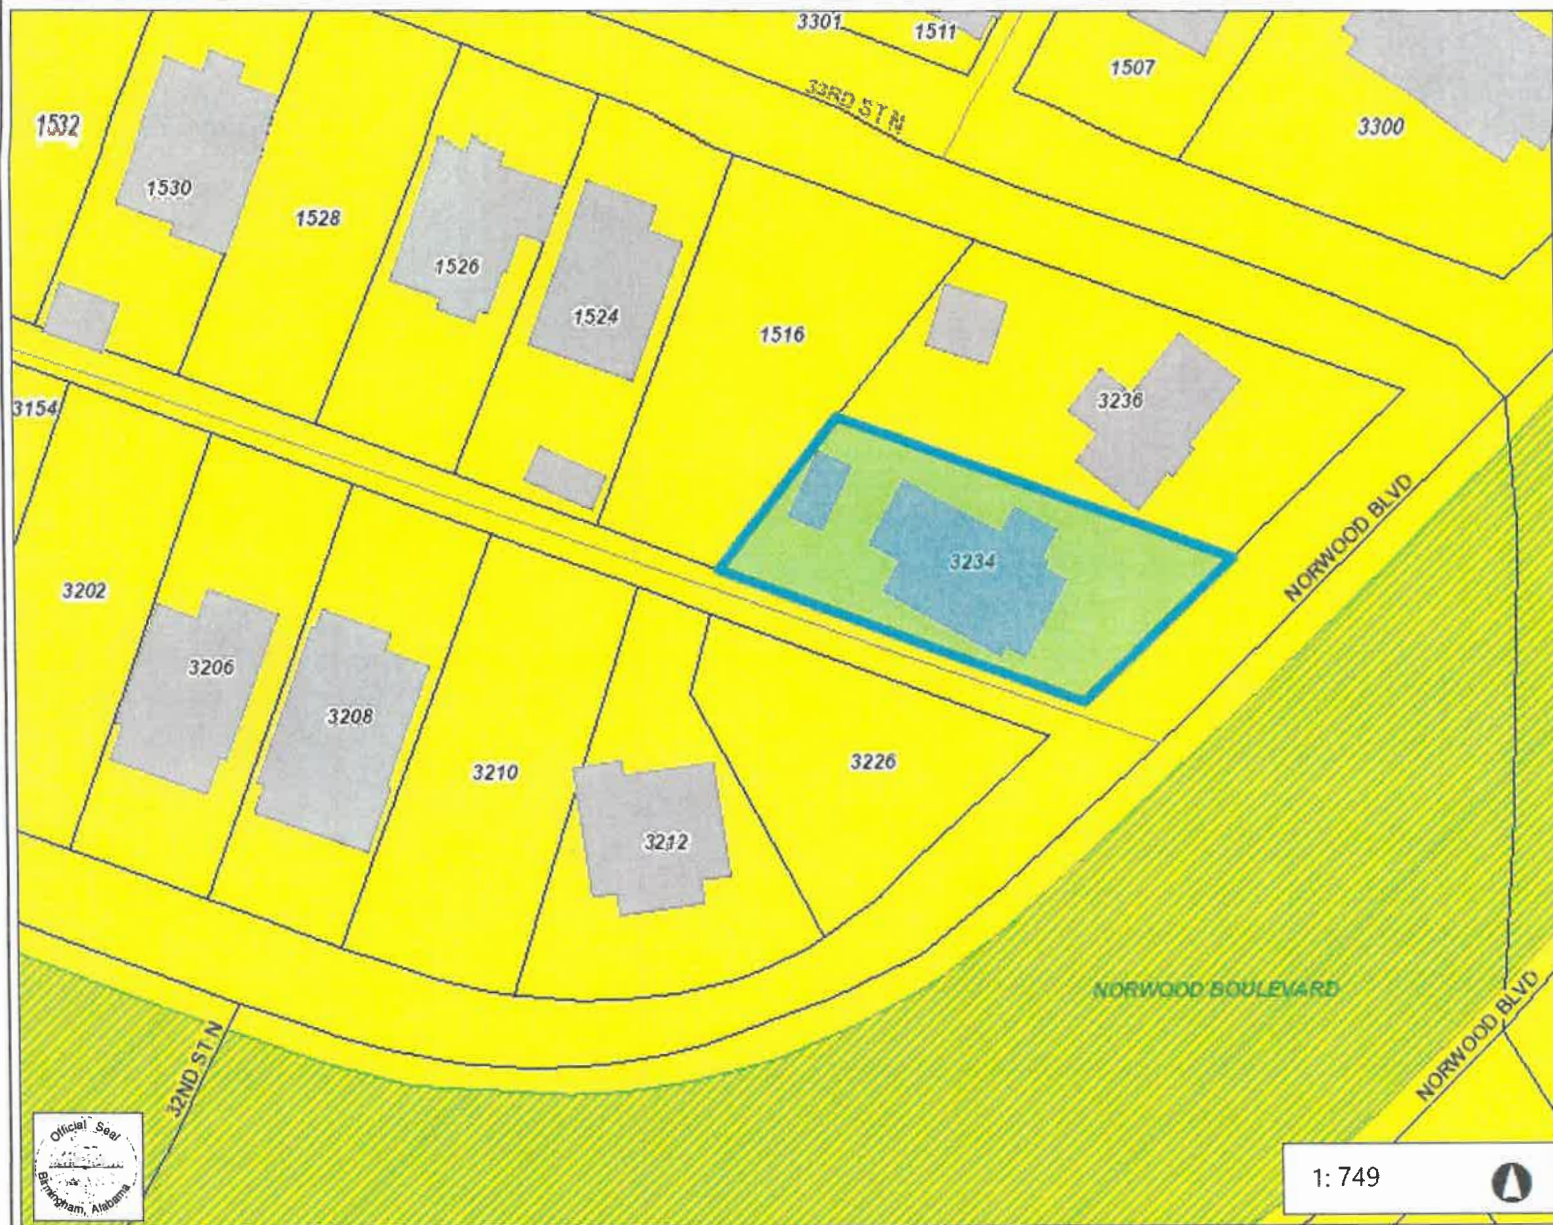 3301
1511
1507
33RD ST N
1532
3300
1530
1528
1526
1524
1516
3236
3154
NORWOOD BLVD
3234
3202
3206
3208
3226
3210
3212
NORWOOD BOULEVARD
NORWOOD BLVD
32ND ST N
Official Seal
Birmingham, Alabama
1: 749